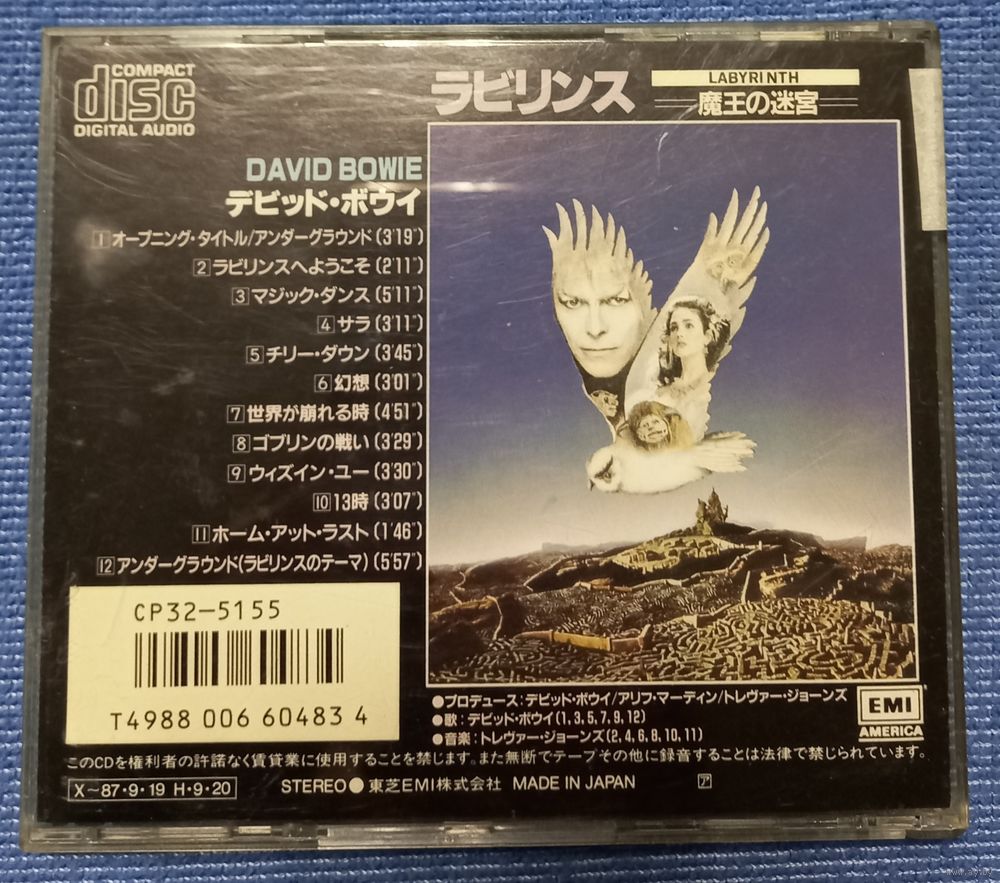 COMPACT
disc
DIGITAL AUDIO
ラビリンス
LABYRINTH
魔王の迷宮
DAVID BOWIE
デビッド・ボウイ
1 オープニング・タイトル/アンダーグラウンド(3'19")
2 ラビリンスへようこそ(2'11")
3 マジック・ダンス(5'11")
4 サラ(3'11")
5 チリー・ダウン(3'45")
6 幻想(3'01")
7 世界が崩れる時(4'51")
8 ゴブリンの戦い(3'29")
9 ウィズイン・ユー(3'30")
10 13時(3'07")
11 ホーム・アット・ラスト(1'46")
12 アンダーグラウンド(ラビリンスのテーマ)(5'57")
CP32-5155
T4988 006 60483 4
●プロデュース:デビッド・ボウイ/アリフ・マーディン/トレヴァー・ジョーンズ
●歌:デビッド・ボウイ(1,3,5,7,9,12)
●音楽:トレヴァー・ジョーンズ(2,4,6,8,10,11)
EMI
AMERICA
このCDを権利者の許諾なく賃貸業に使用することを禁じます。また無断でテープその他に録音することは法律で禁じられています。
X〜87・9・19 H・9・20
STEREO●東芝EMI株式会社 MADE IN JAPAN ア